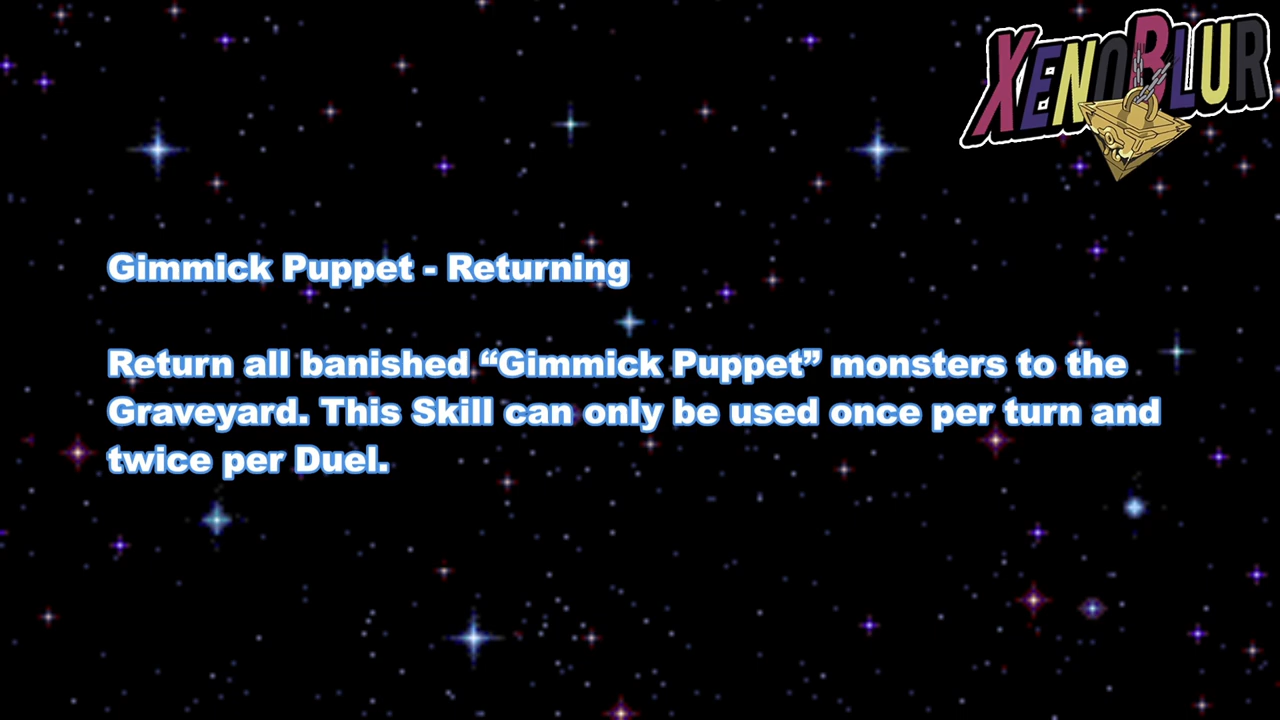 XENOBLUR
Gimmick Puppet - Returning
Return all banished “Gimmick Puppet” monsters to the
Graveyard. This Skill can only be used once per turn and
twice per Duel.